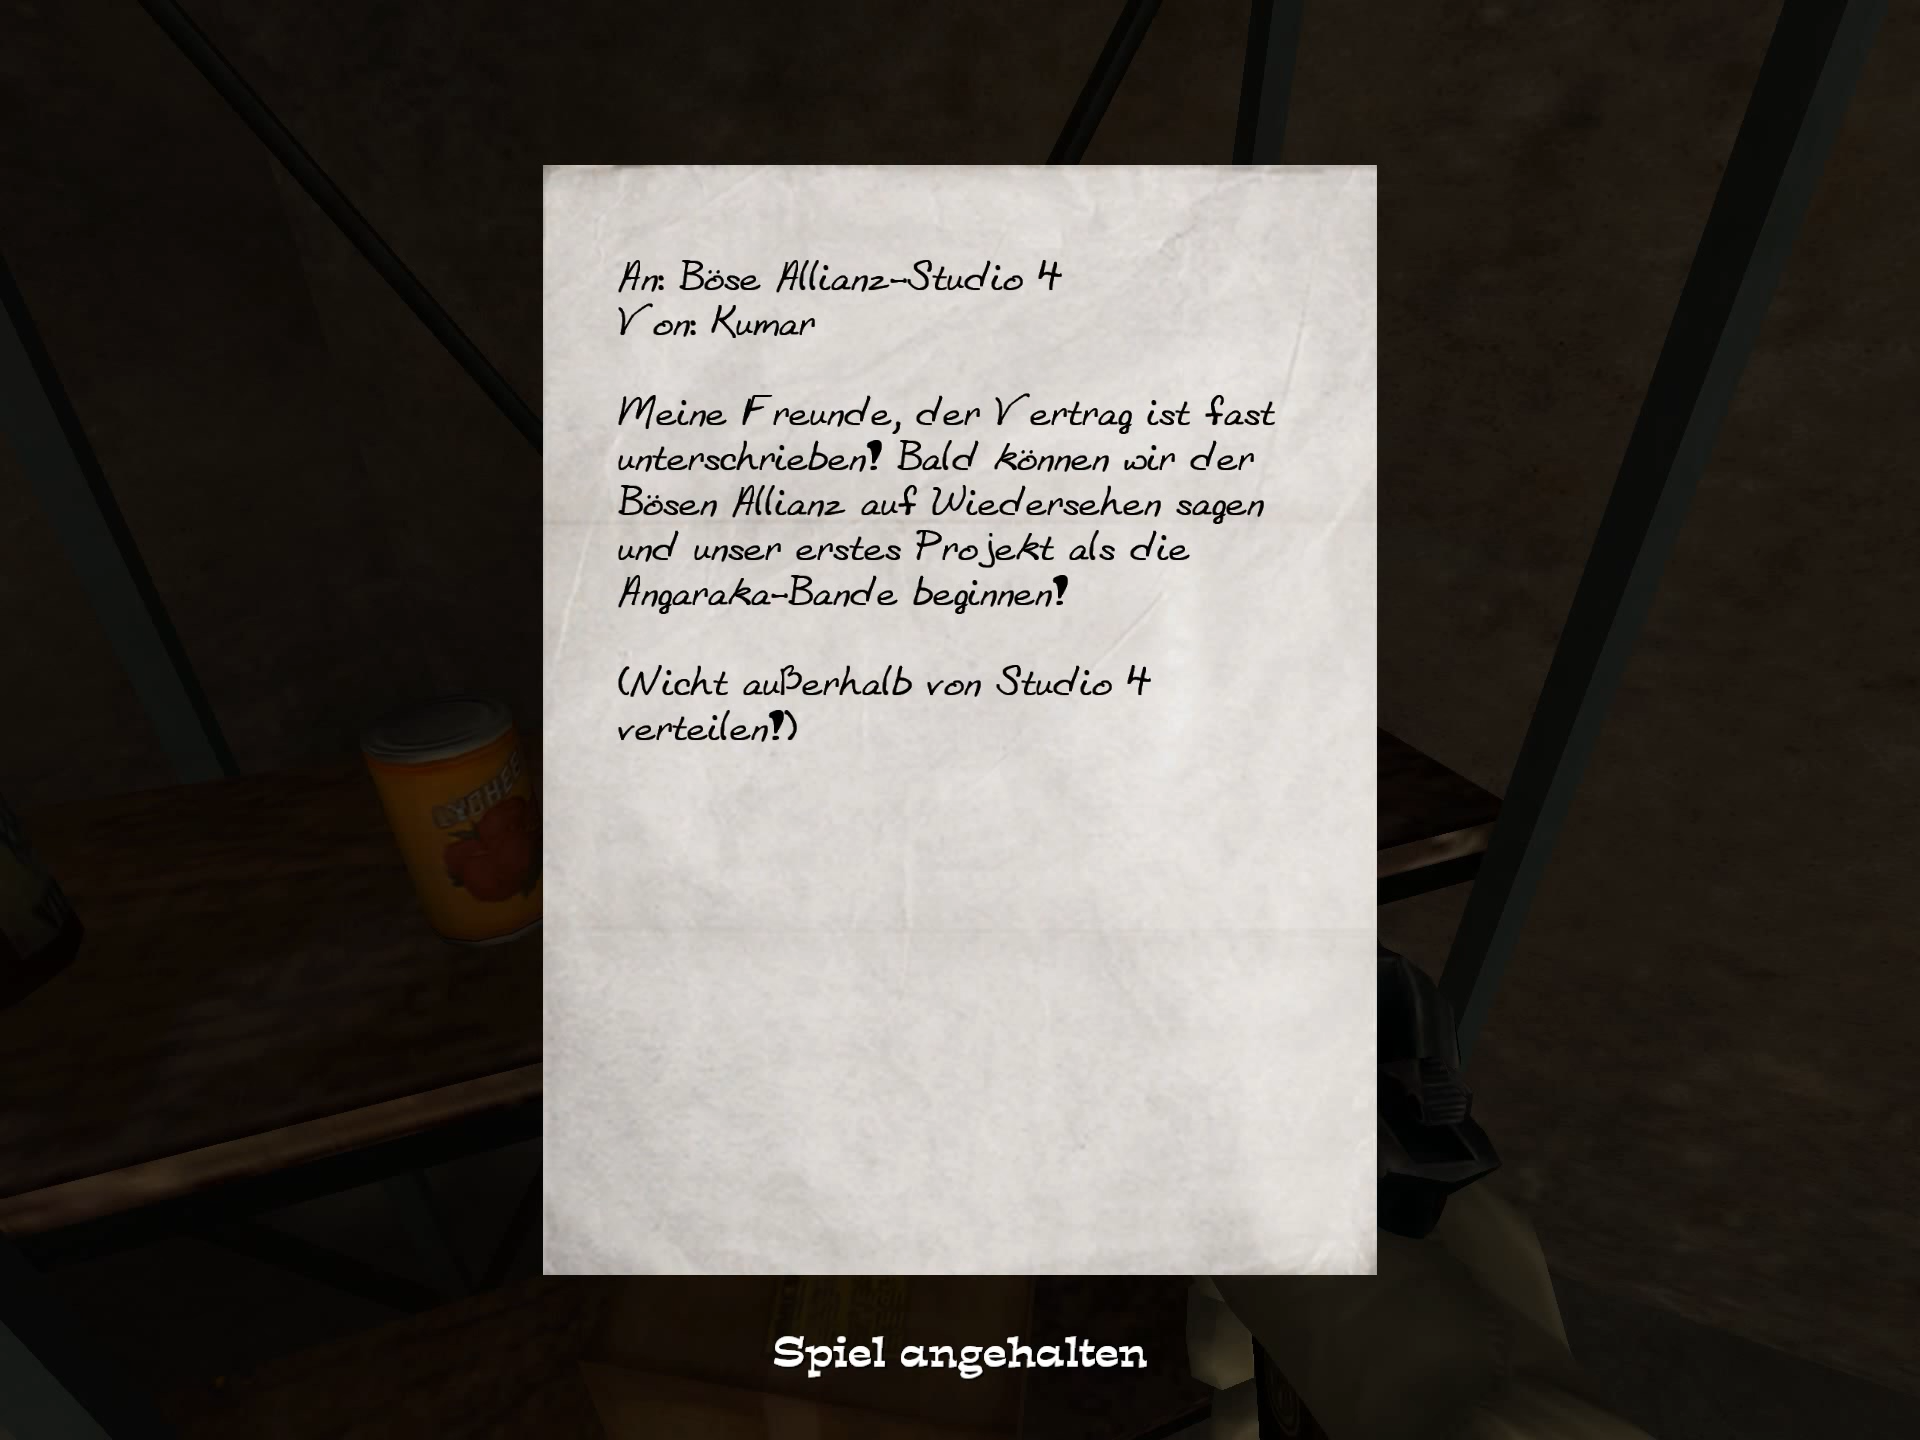 An: Böse Allianz-Studio 4
Von: Kumar
Meine Freunde, der Vertrag ist fast
unterschrieben! Bald können wir der
Bösen Allianz auf Wiedersehen sagen
und unser erstes Projekt als die
Angaraka-Bande beginnen!
(Nicht außerhalb von Studio 4
verteilen!)
Spiel angehalten